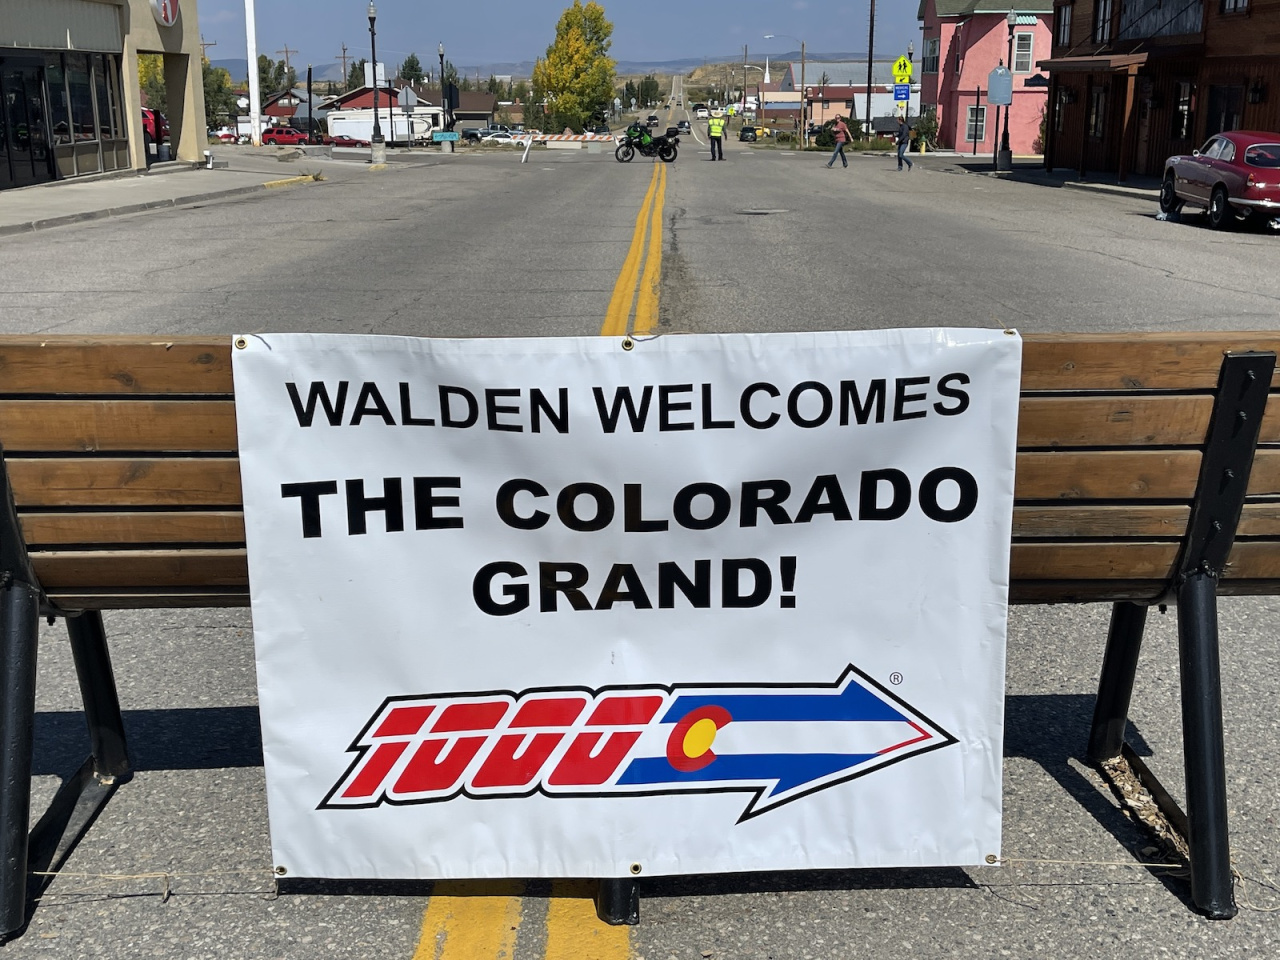 WALDEN WELCOMES
THE COLORADO
GRAND!
1000
®